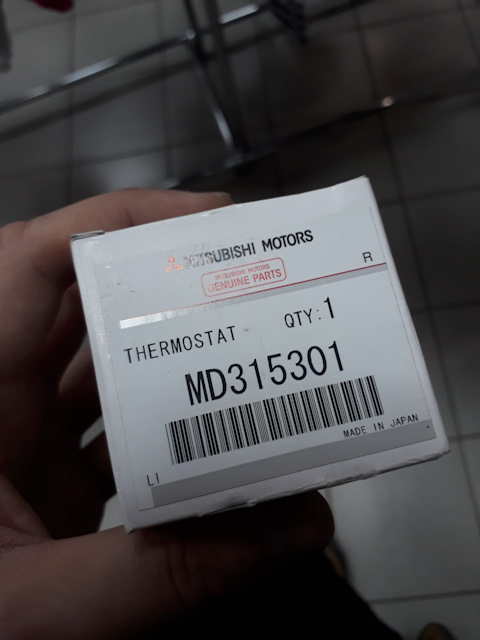 MITSUBISHI MOTORS
MITSUBISHI MOTORS
GENUINE PARTS
R
THERMOSTAT QTY:1
MD315301
MADE IN JAPAN
LI